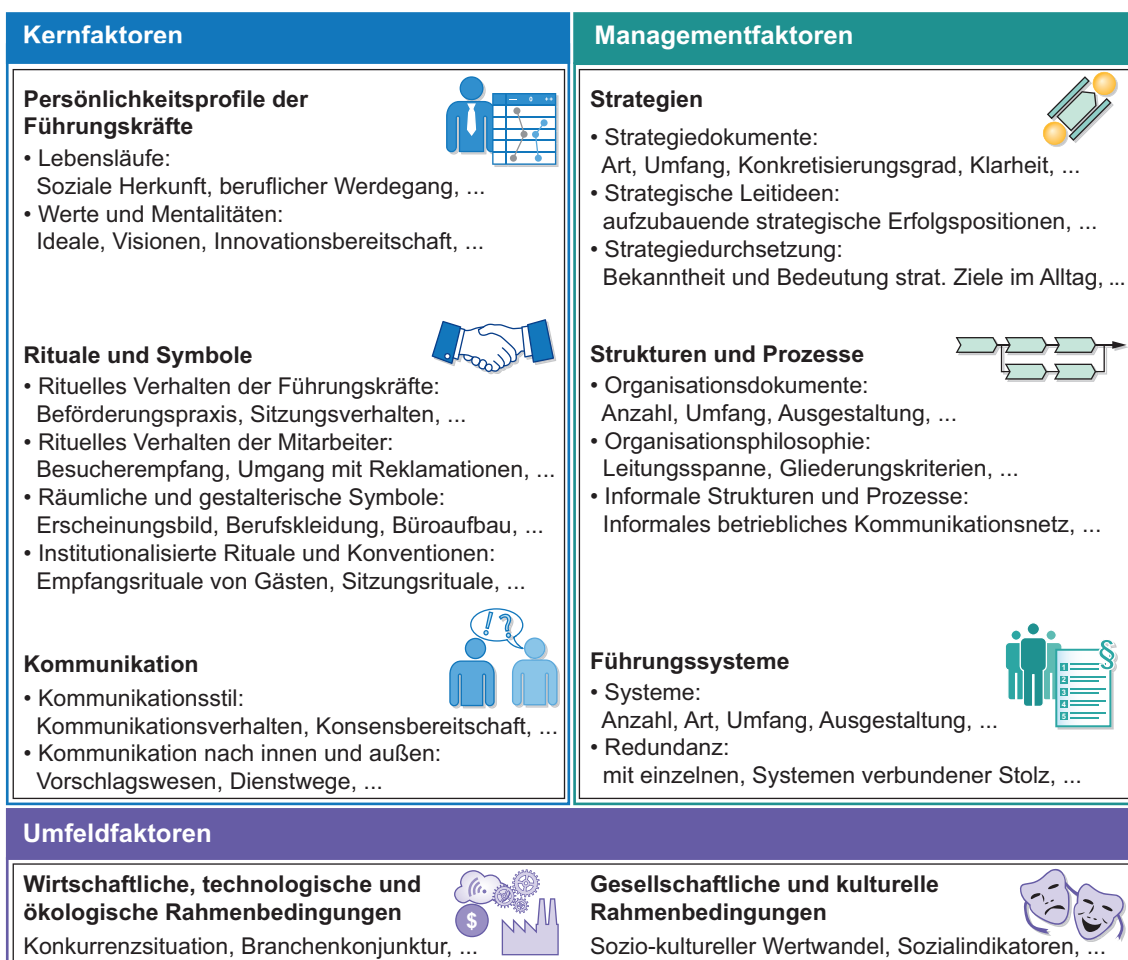 Kernfaktoren
Persönlichkeitsprofile der
Führungskräfte
• Lebensläufe:
Soziale Herkunft, beruflicher Werdegang, ...
• Werte und Mentalitäten:
Ideale, Visionen, Innovationsbereitschaft, ...
Rituale und Symbole
• Rituelles Verhalten der Führungskräfte:
Beförderungspraxis, Sitzungsverhalten, ...
• Rituelles Verhalten der Mitarbeiter:
Besucherempfang, Umgang mit Reklamationen, ...
• Räumliche und gestalterische Symbole:
Erscheinungsbild, Berufskleidung, Büroaufbau, ...
• Institutionalisierte Rituale und Konventionen:
Empfangsrituale von Gästen, Sitzungsrituale, ...
!?
Kommunikation
• Kommunikationsstil:
Kommunikationsverhalten, Konsensbereitschaft, ...
• Kommunikation nach innen und außen:
Vorschlagswesen, Dienstwege, ...
Managementfaktoren
Strategien
• Strategiedokumente:
Art, Umfang, Konkretisierungsgrad, Klarheit, ...
• Strategische Leitideen:
aufzubauende strategische Erfolgspositionen, ...
• Strategiedurchsetzung:
Bekanntheit und Bedeutung strat. Ziele im Alltag, ...
Strukturen und Prozesse
• Organisationsdokumente:
Anzahl, Umfang, Ausgestaltung, ...
• Organisationsphilosophie:
Leitungsspanne, Gliederungskriterien, ...
• Informale Strukturen und Prozesse:
Informales betriebliches Kommunikationsnetz, ...
Führungssysteme
§
1
2
3
4
5
• Systeme:
Anzahl, Art, Umfang, Ausgestaltung, ...
• Redundanz:
mit einzelnen, Systemen verbundener Stolz, ...
Umfeldfaktoren
Wirtschaftliche, technologische und
ökologische Rahmenbedingungen
$
Konkurrenzsituation, Branchenkonjunktur, ...
Gesellschaftliche und kulturelle
Rahmenbedingungen
Sozio-kultureller Wertwandel, Sozialindikatoren, ...